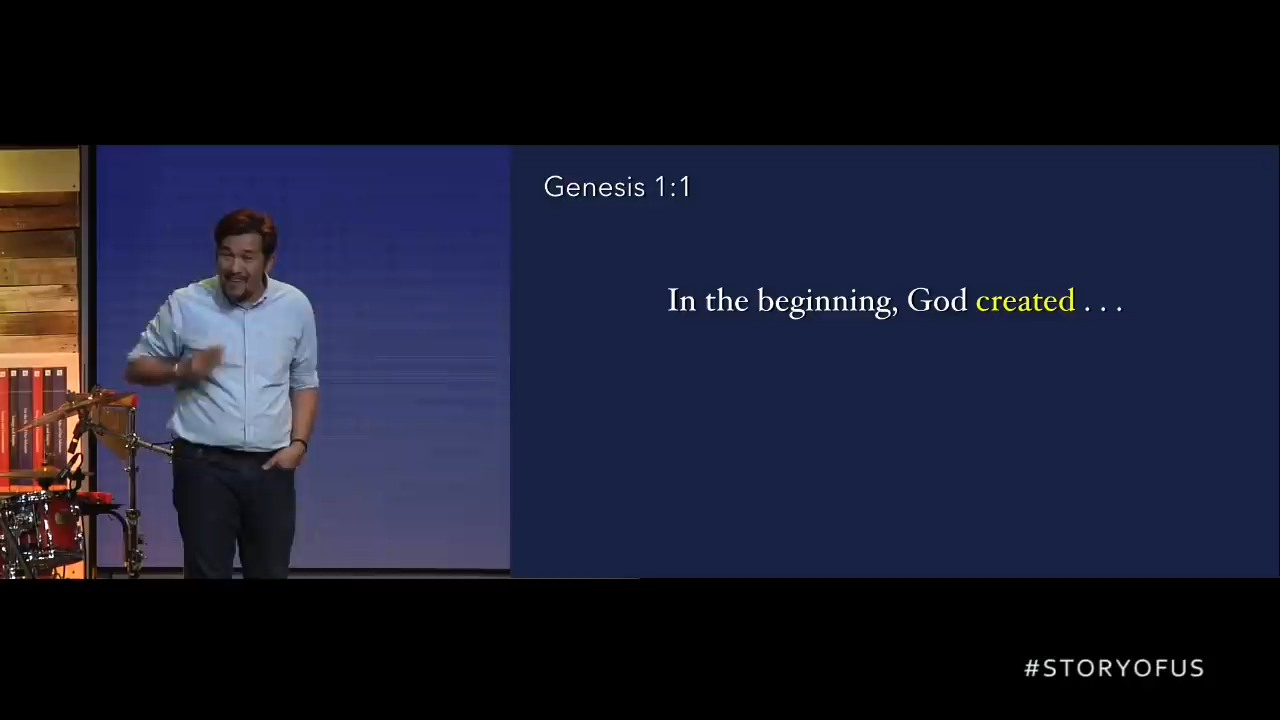 Genesis 1:1
In the beginning, God created . . .
#STORYOFUS